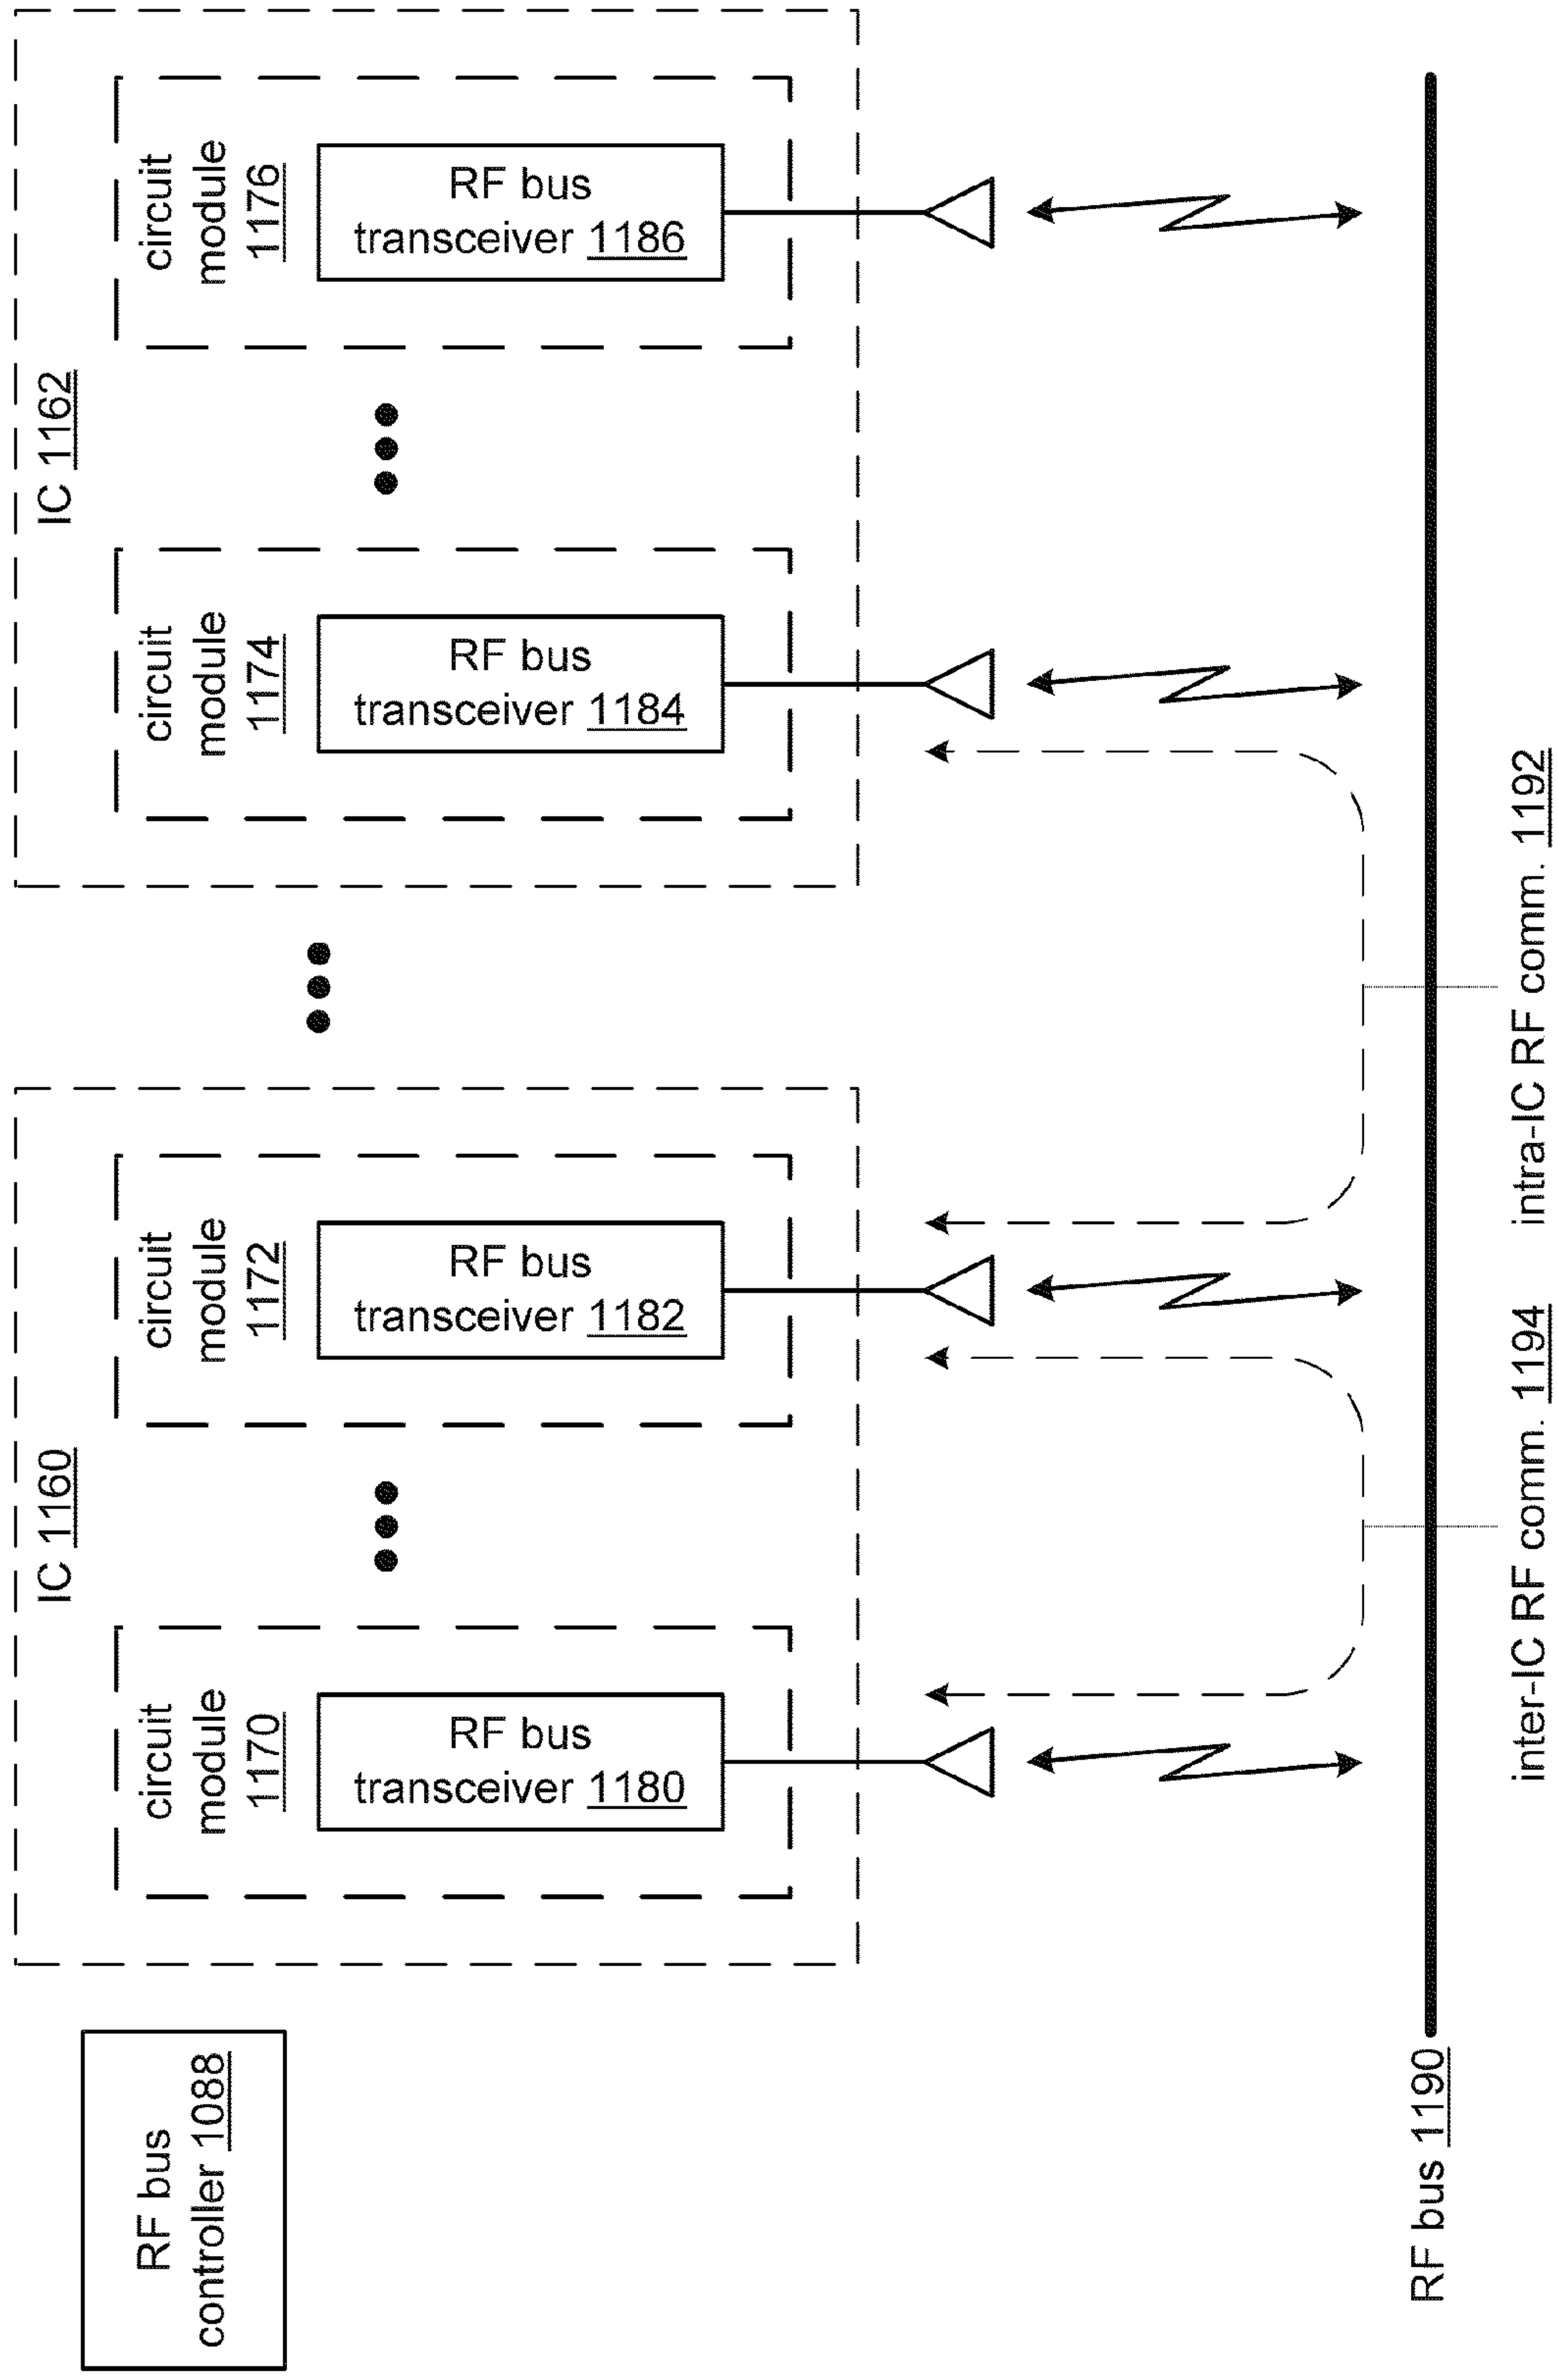 RF bus
controller 1088
IC 1160
circuit
module
1170
RF bus
transceiver 1180
circuit
module
1172
RF bus
transceiver 1182
IC 1162
circuit
module
1174
RF bus
transceiver 1184
circuit
module
1176
RF bus
transceiver 1186
RF bus 1190
inter-IC RF comm. 1194
intra-IC RF comm. 1192